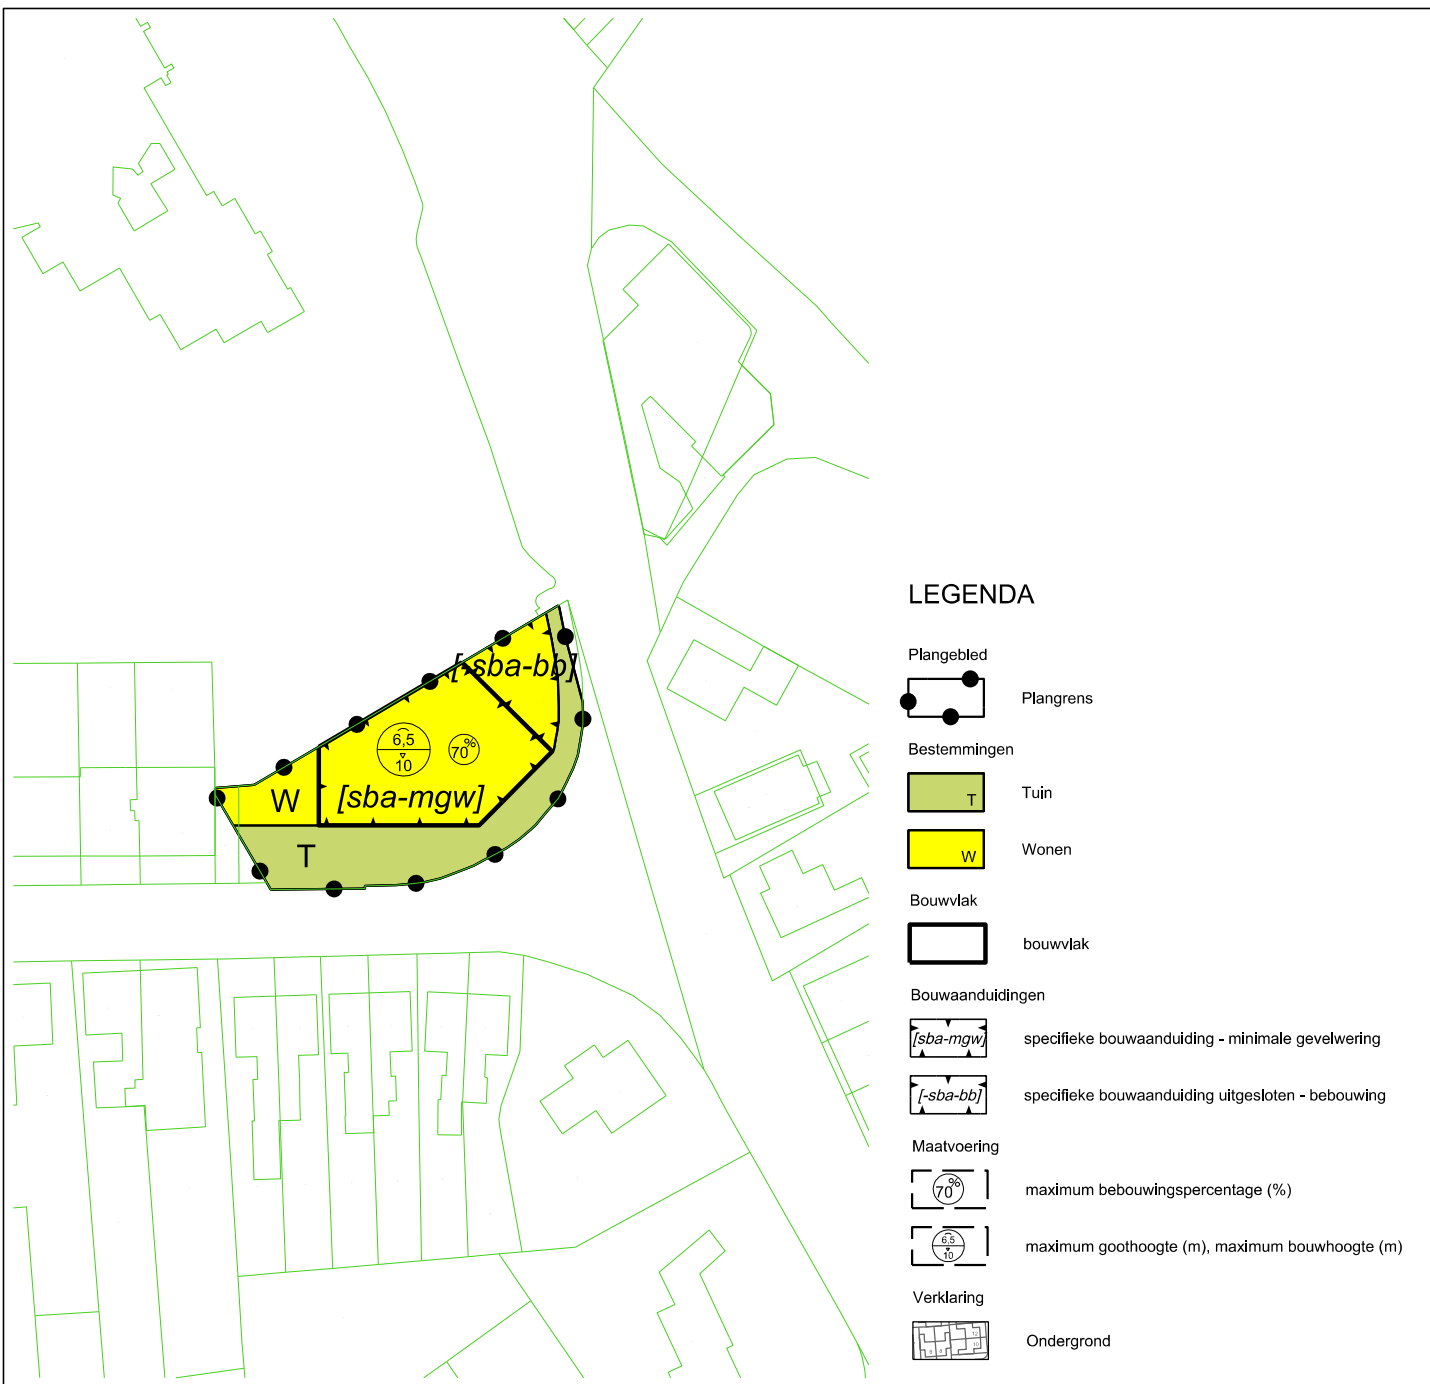 [-sba-bb]
6,5
10
70%
[sba-mgw]
W
T
LEGENDA
Plangebied
Plangrens
Bestemmingen
T
Tuin
W
Wonen
Bouwvlak
bouwvlak
Bouwaanduidingen
[sba-mgw]
specifieke bouwaanduiding - minimale gevelwering
[-sba-bb]
specifieke bouwaanduiding uitgesloten - bebouwing
Maatvoering
70%
maximum bebouwingspercentage (%)
6,5
10
maximum goothoogte (m), maximum bouwhoogte (m)
Verklaring
Ondergrond